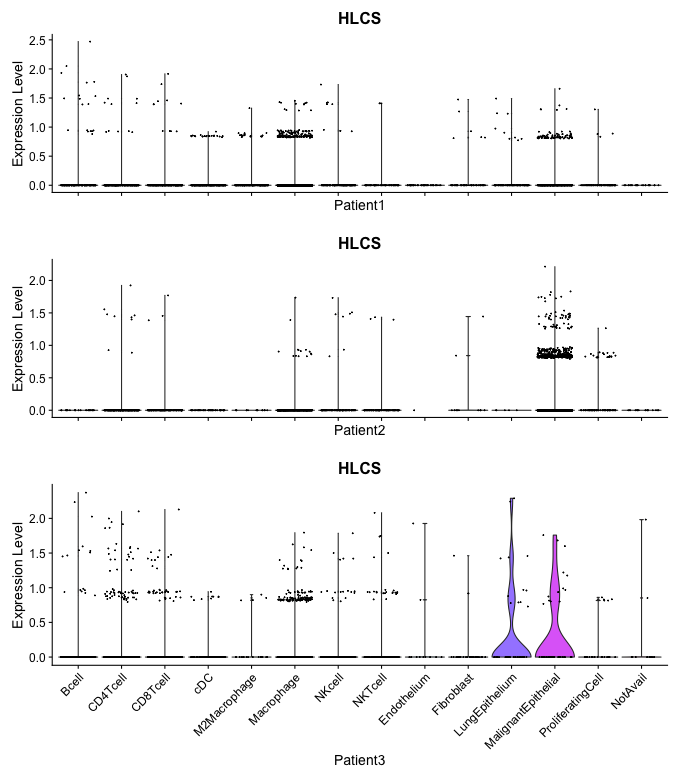 HLCS
Expression Level
2.5
2.0
1.5
1.0
0.5
0.0
Patient1
HLCS
Expression Level
2.0
1.5
1.0
0.5
0.0
Patient2
HLCS
Expression Level
2.0
1.5
1.0
0.5
0.0
Bcell
CD4Tcell
CD8Tcell
cDC
M2Macrophage
Macrophage
NKcell
NKTcell
Endothelium
Fibroblast
LungEpithelium
MalignantEpithelial
ProliferatingCell
NotAvail
Patient3